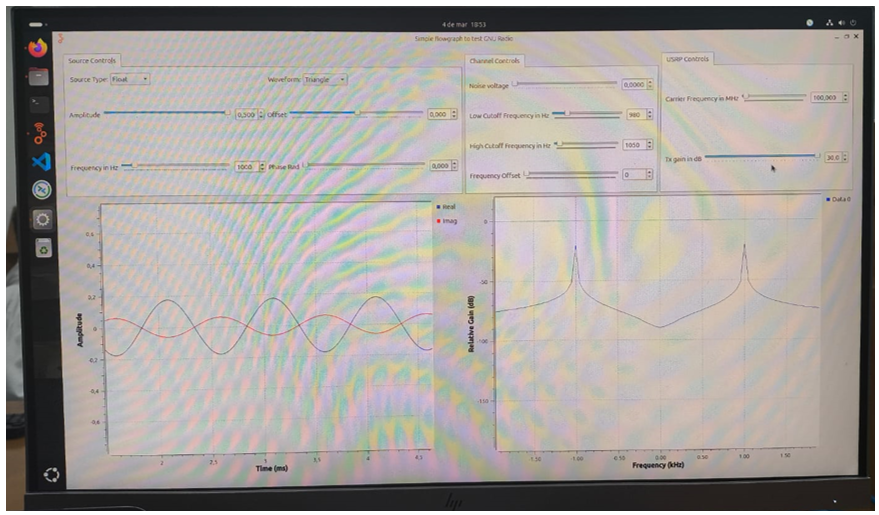 4 de mar 18:53
Simple flowgraph to test GNU Radio
Source Controls
Source Type: Float
Waveform: Triangle
Amplitude
0,300
Offset:
0,000
Frequency in Hz
1000
Phase Rad
0,000
Channel Controls
Noise voltage
0,0000
Low Cutoff Frequency in Hz
980
High Cutoff Frequency in Hz
1050
Frequency Offset
0
USRP Controls
Carrier Frequency in MHz
100,000
Tx gain in dB
30.0
Real
Imag
Amplitude
0,6
0,4
0,2
0
-0,2
-0,4
-0,6
2
2,5
3
3,5
4
4,5
Time (ms)
Data 0
Relative Gain (dB)
0
-50
-100
-150
-1.50
-1.00
-0.50
0.00
0.50
1.00
1.50
Frequency (kHz)
hp